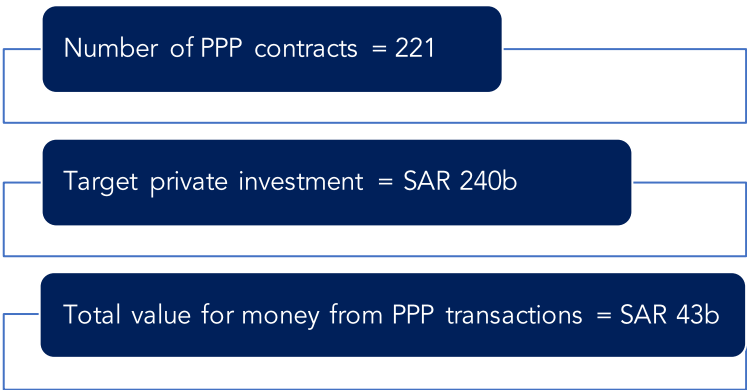 Number of PPP contracts = 221
Target private investment = SAR 240b
Total value for money from PPP transactions = SAR 43b